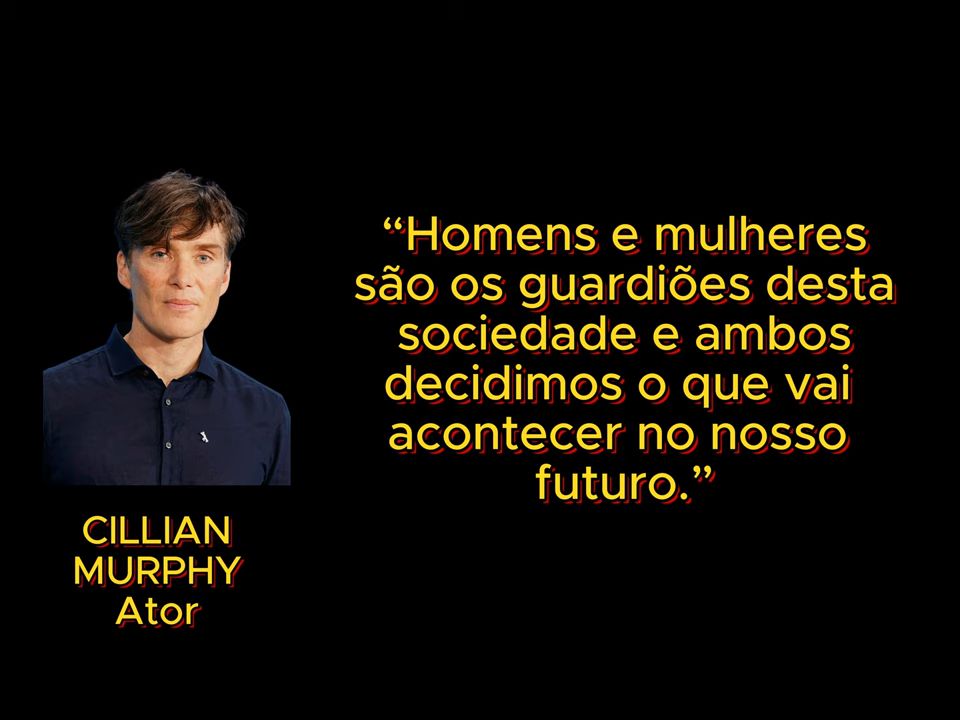 “Homens e mulheres
são os guardiões desta
sociedade e ambos
decidimos o que vai
acontecer no nosso
futuro.”
CILLIAN
MURPHY
Ator